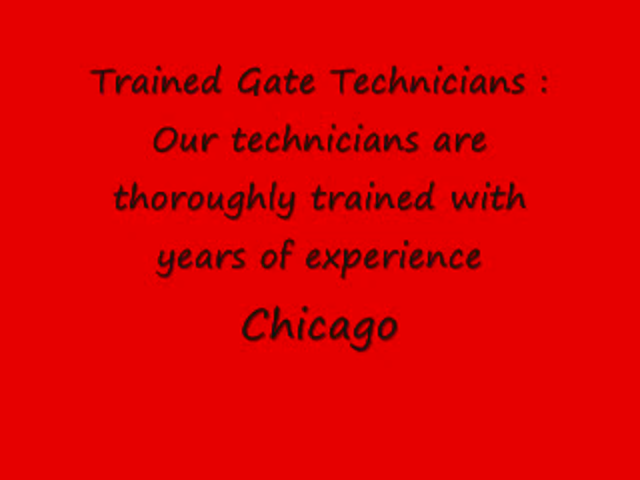 Trained Gate Technicians :
Our technicians are
thoroughly trained with
years of experience
Chicago